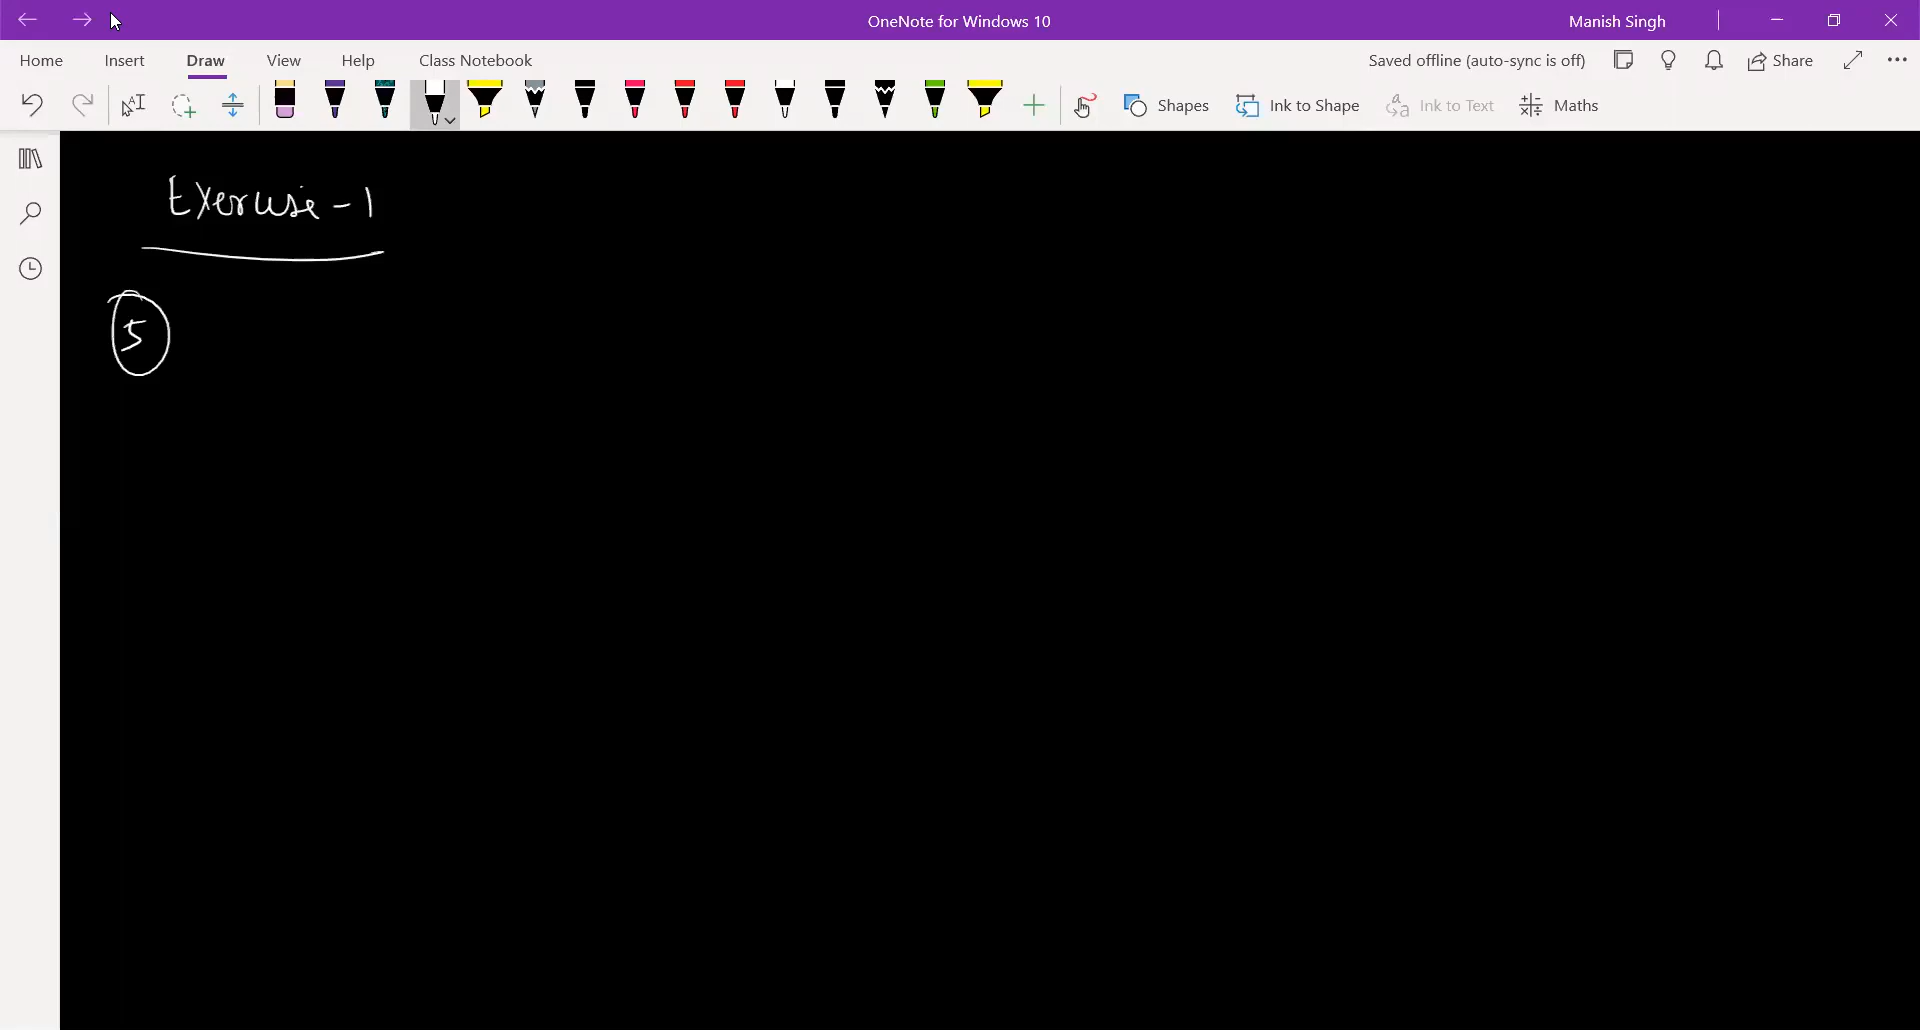 OneNote for Windows 10 Manish Singh
Home Insert Draw View Help Class Notebook Saved offline (auto-sync is off) Share
Shapes Ink to Shape Ink to Text Maths
Exercise - 1
5